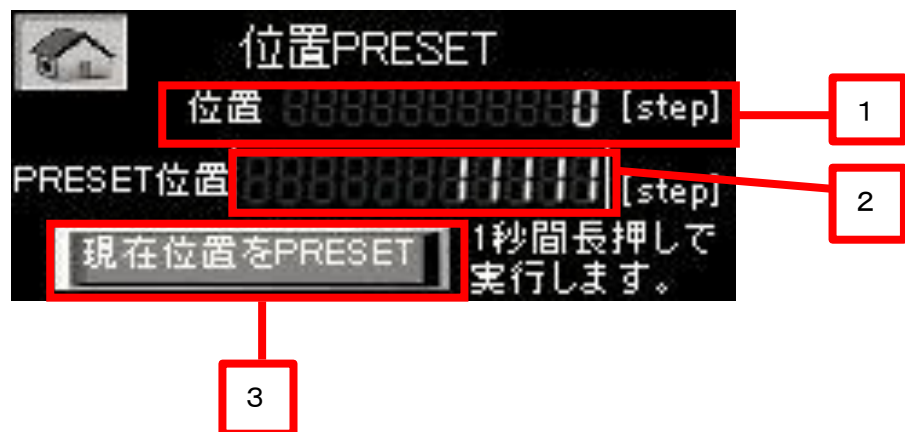 位置PRESET
位置 0 [step]
1
PRESET位置 11111 [step]
2
現在位置をPRESET
1秒間長押しで
実行します。
3